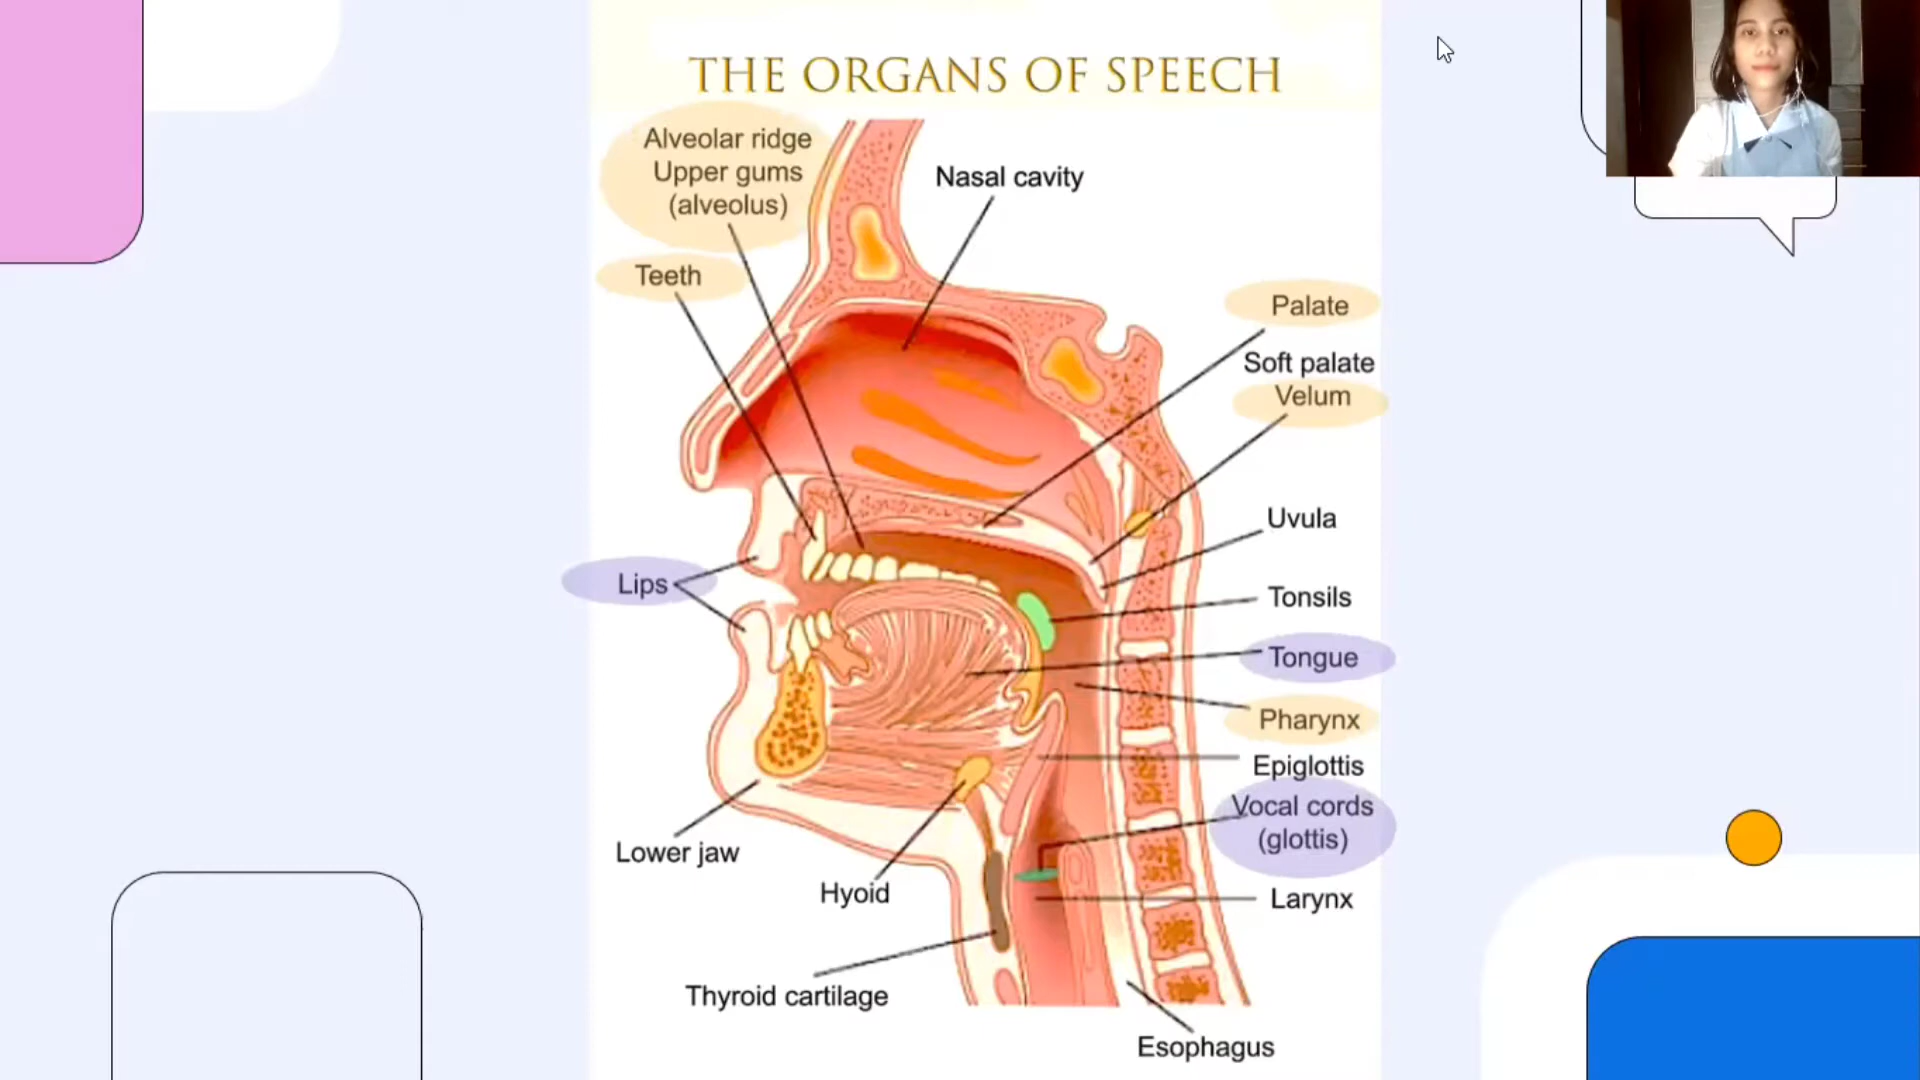 THE ORGANS OF SPEECH
Alveolar ridge
Upper gums
(alveolus)
Nasal cavity
Teeth
Palate
Soft palate
Velum
Uvula
Lips
Tonsils
Tongue
Pharynx
Epiglottis
Vocal cords
(glottis)
Lower jaw
Hyoid
Larynx
Thyroid cartilage
Esophagus